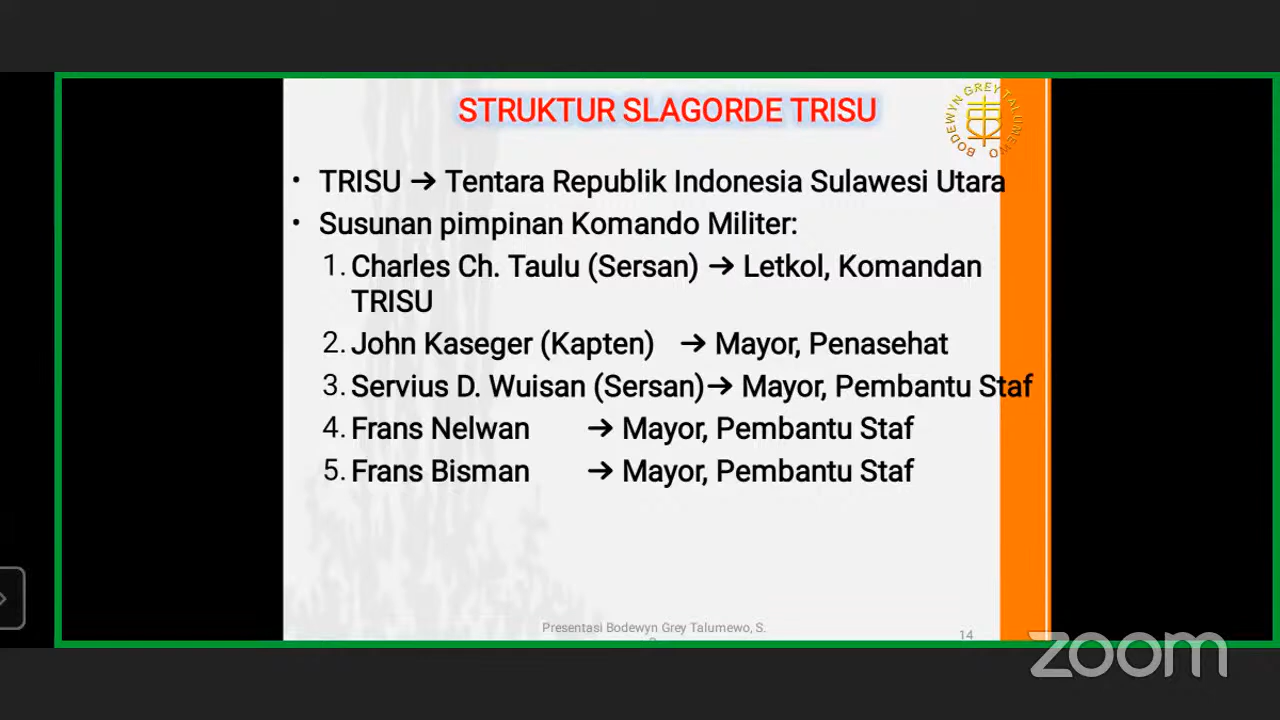 STRUKTUR SLAGORDE TRISU
BODEWYN GREY TALUMEWO
• TRISU → Tentara Republik Indonesia Sulawesi Utara
• Susunan pimpinan Komando Militer:
1. Charles Ch. Taulu (Sersan) → Letkol, Komandan
TRISU
2. John Kaseger (Kapten) → Mayor, Penasehat
3. Servius D. Wuisan (Sersan)→ Mayor, Pembantu Staf
4. Frans Nelwan → Mayor, Pembantu Staf
5. Frans Bisman → Mayor, Pembantu Staf
Presentasi Bodewyn Grey Talumewo, S.
14
zoom